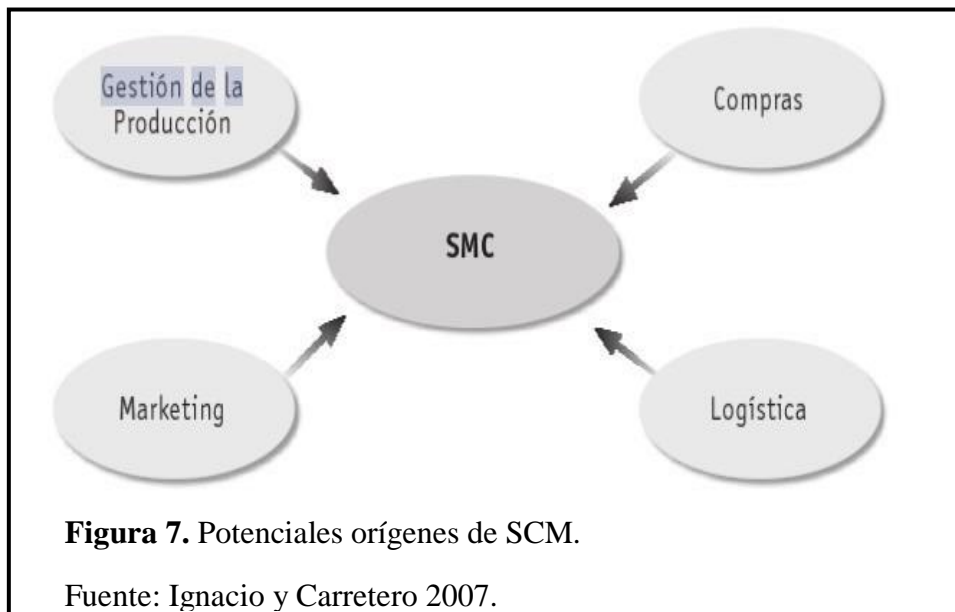 Gestión de la
Producción
Compras
SMC
Marketing
Logística
Figura 7. Potenciales orígenes de SCM.
Fuente: Ignacio y Carretero 2007.